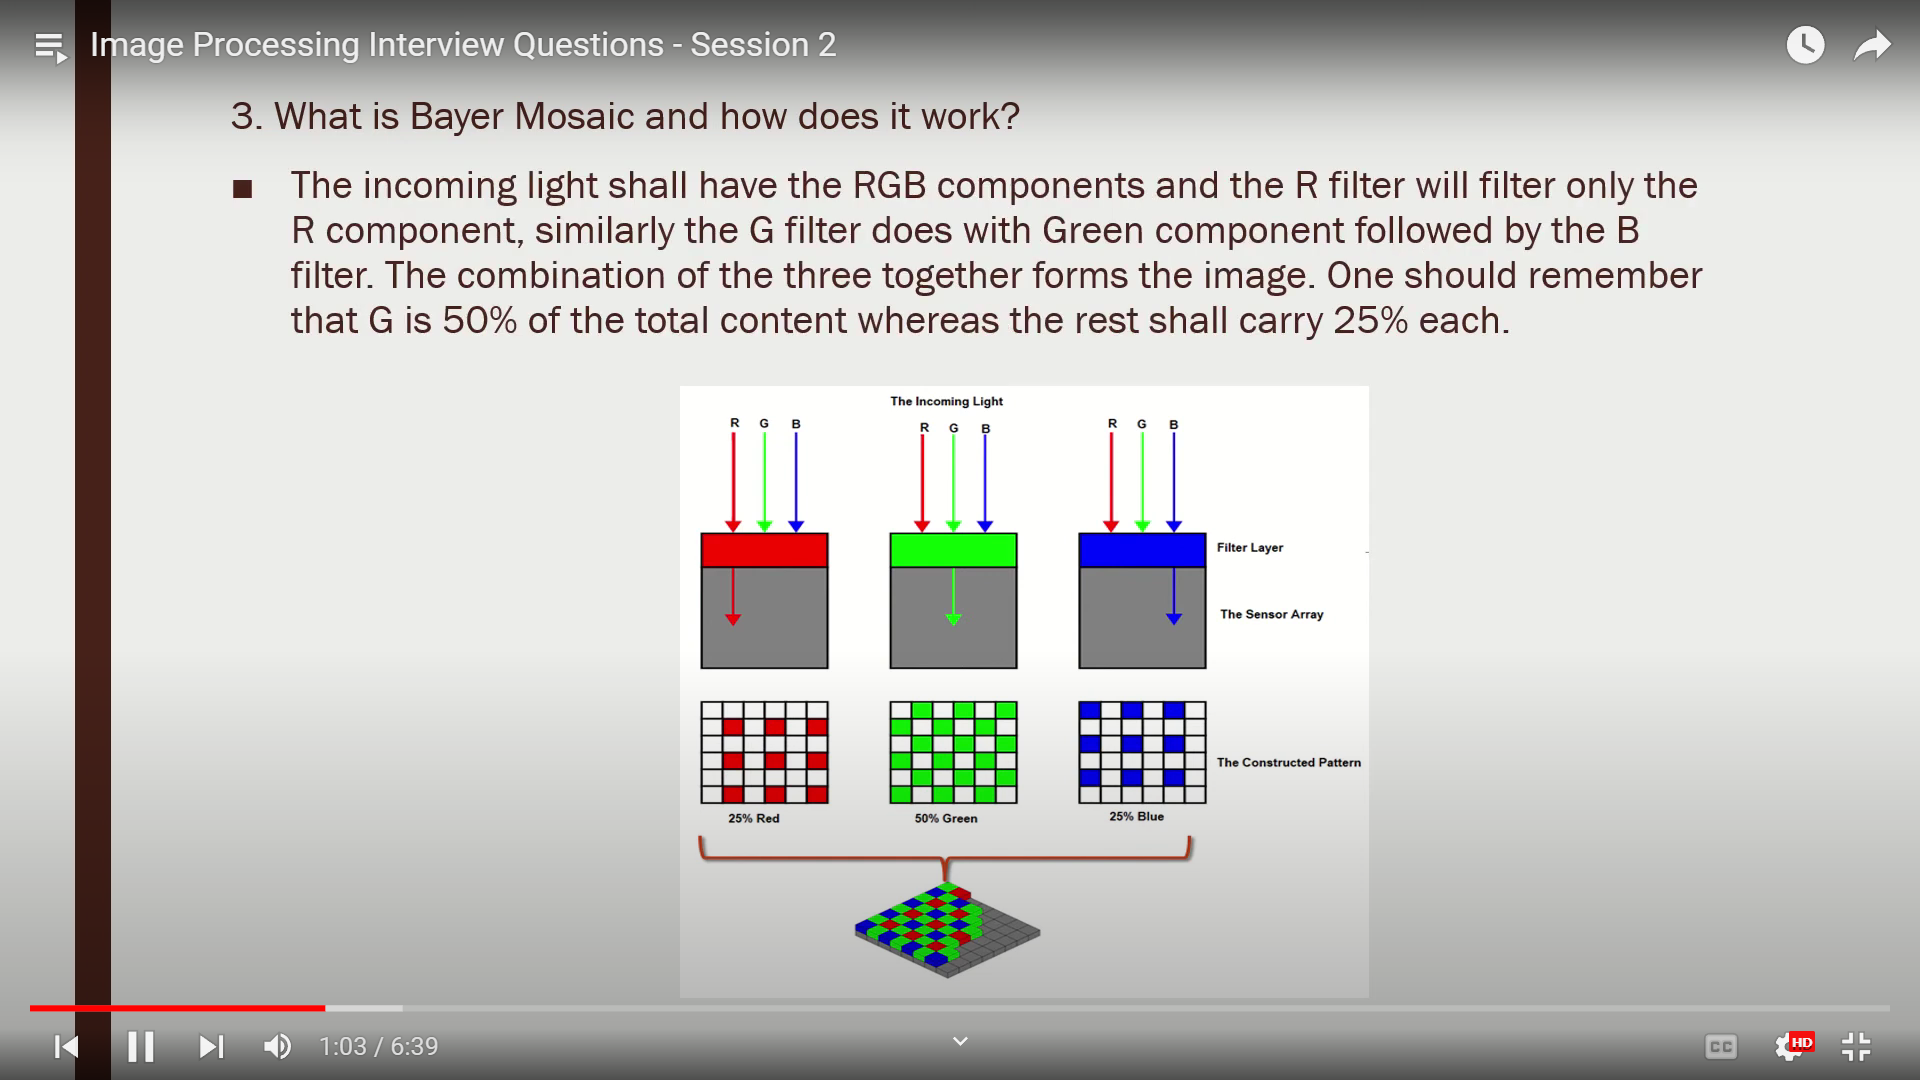 Image Processing Interview Questions - Session 2
3. What is Bayer Mosaic and how does it work?
■ The incoming light shall have the RGB components and the R filter will filter only the
R component, similarly the G filter does with Green component followed by the B
filter. The combination of the three together forms the image. One should remember
that G is 50% of the total content whereas the rest shall carry 25% each.
The Incoming Light
R G B R G B R G B
Filter Layer
The Sensor Array
The Constructed Pattern
25% Red 50% Green 25% Blue
1:03 / 6:39
CC HD